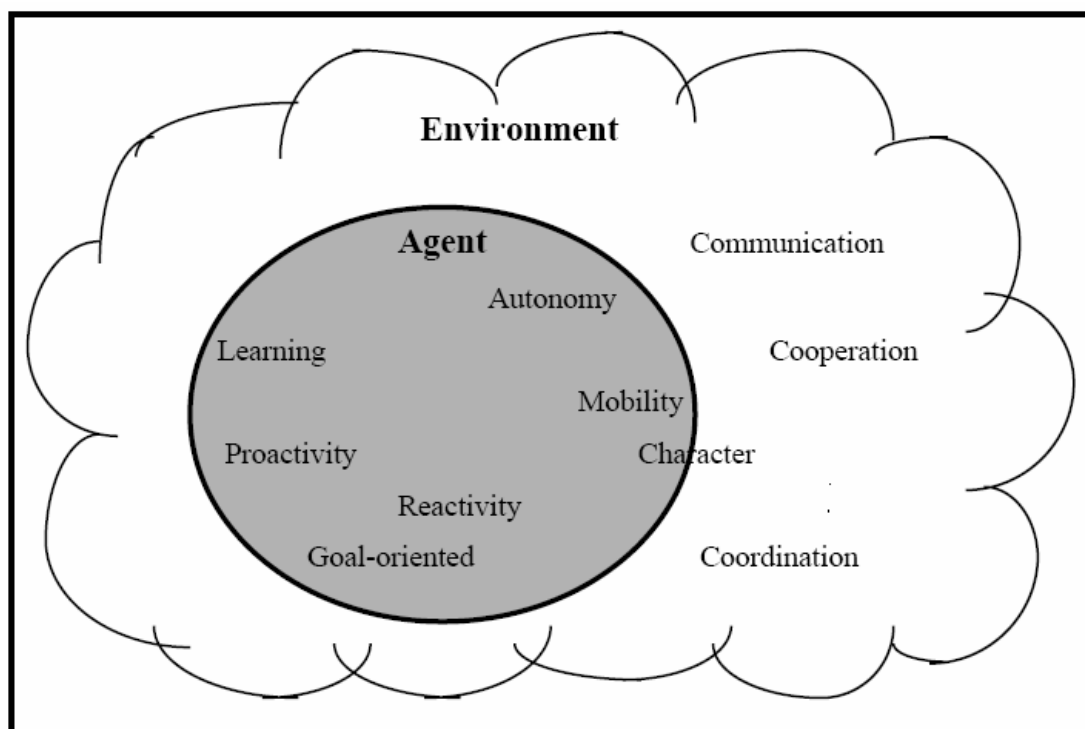 Environment
Agent
Communication
Autonomy
Learning
Cooperation
Mobility
Proactivity
Character
Reactivity
Goal-oriented
Coordination